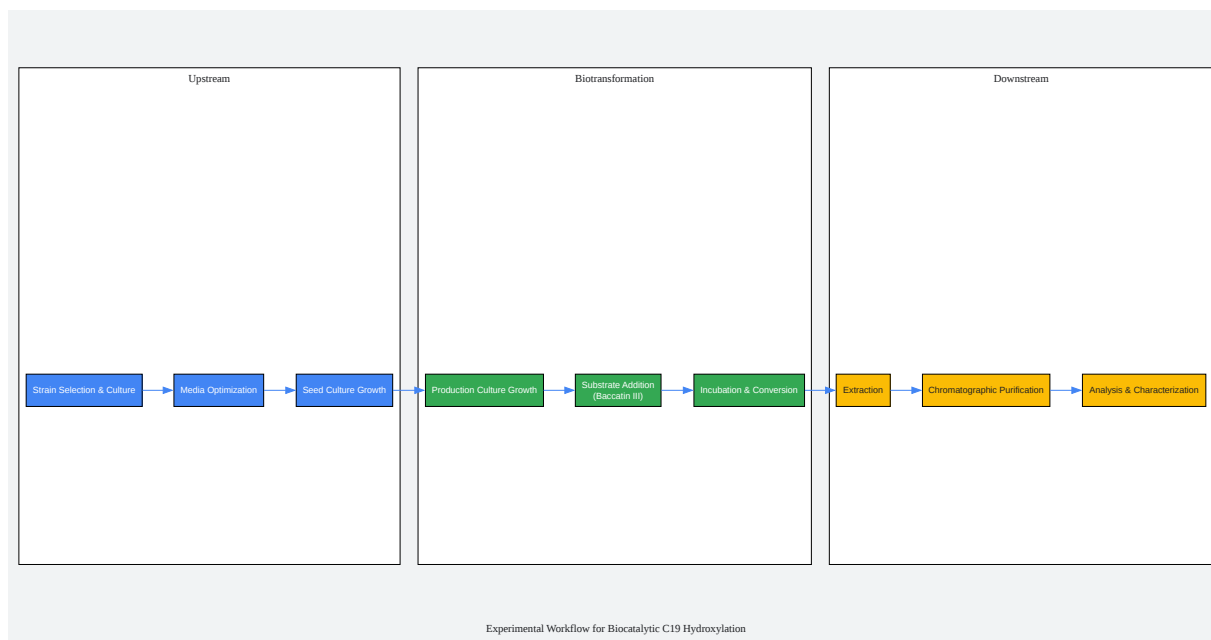 Upstream
Biotransformation
Downstream
Strain Selection & Culture
Media Optimization
Seed Culture Growth
Production Culture Growth
Substrate Addition
(Baccatin III)
Incubation & Conversion
Extraction
Chromatographic Purification
Analysis & Characterization
Experimental Workflow for Biocatalytic C19 Hydroxylation